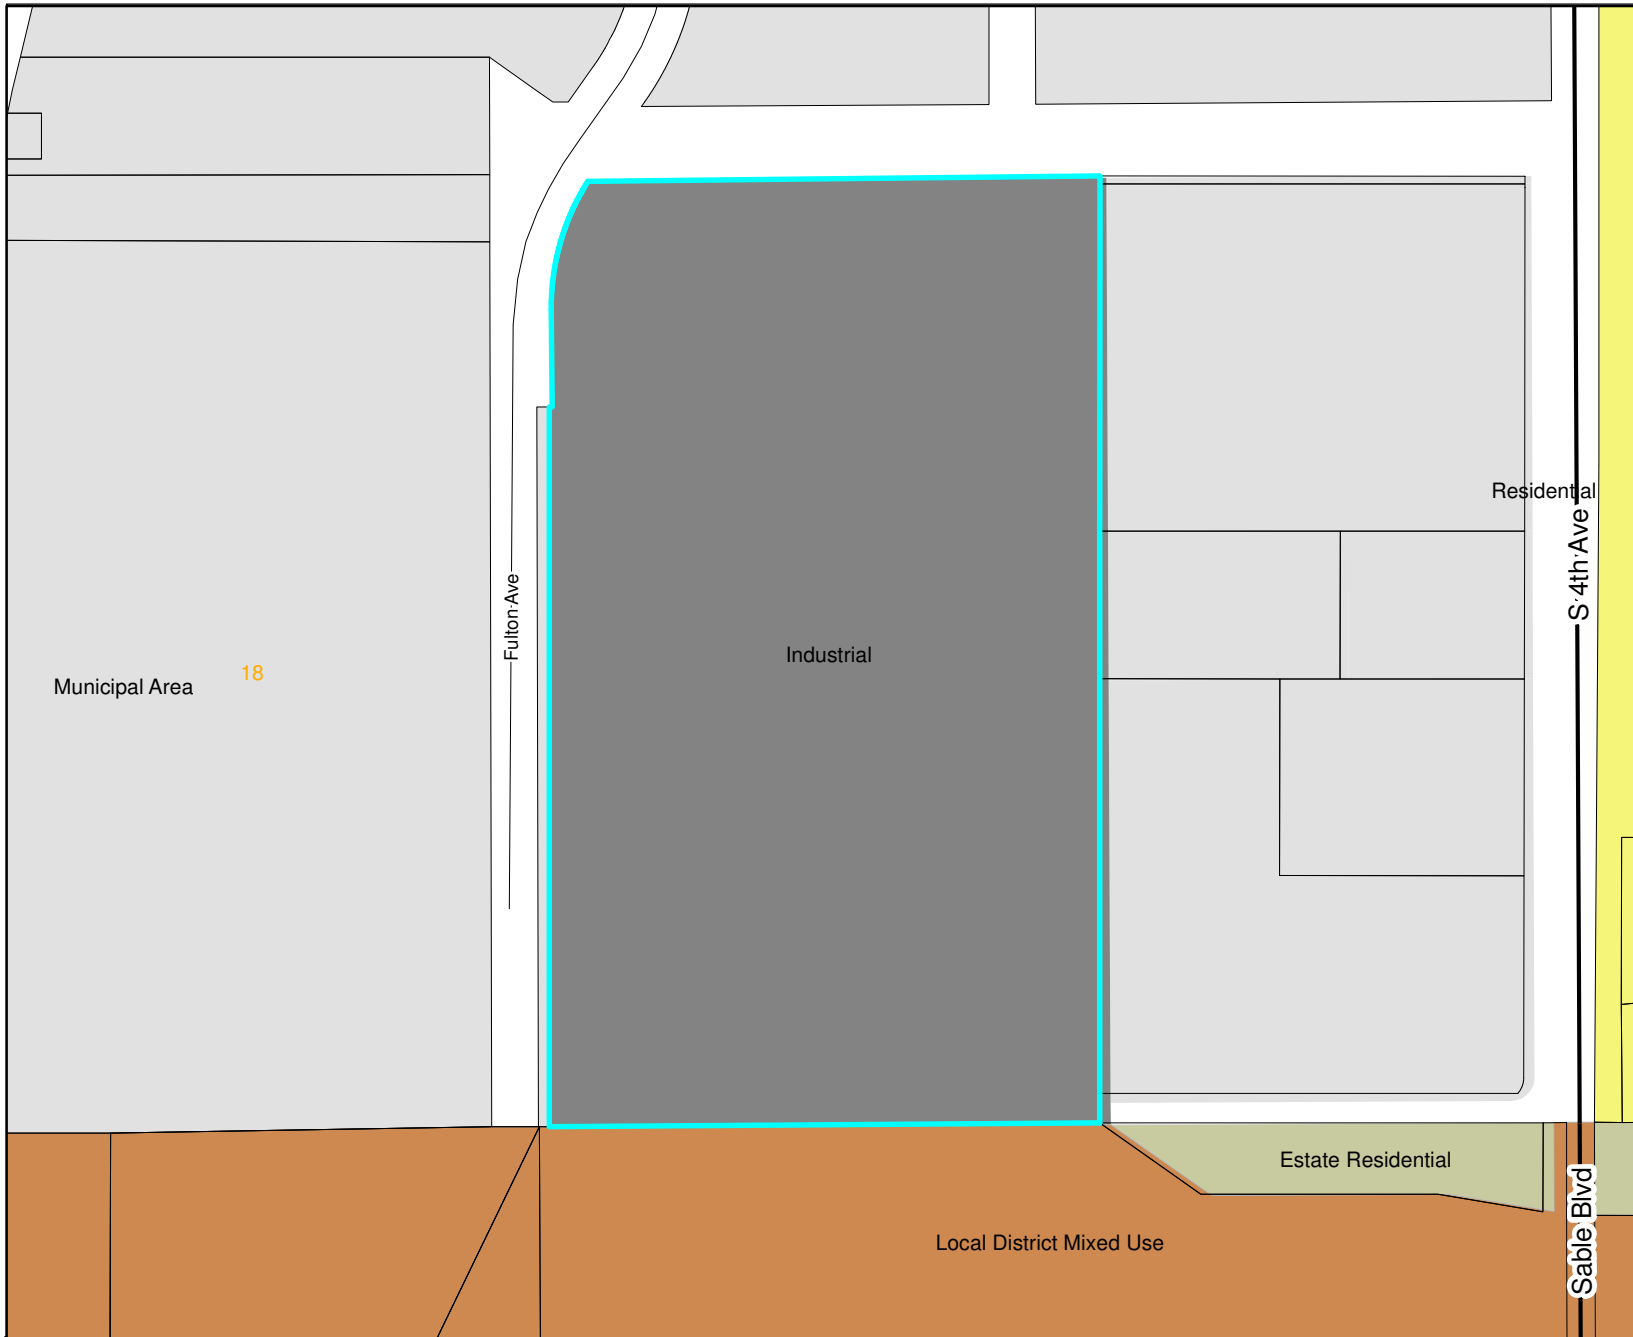 Residential
S 4th Ave
Fulton Ave
Industrial
18
Municipal Area
Estate Residential
Sable Blvd
Local District Mixed Use